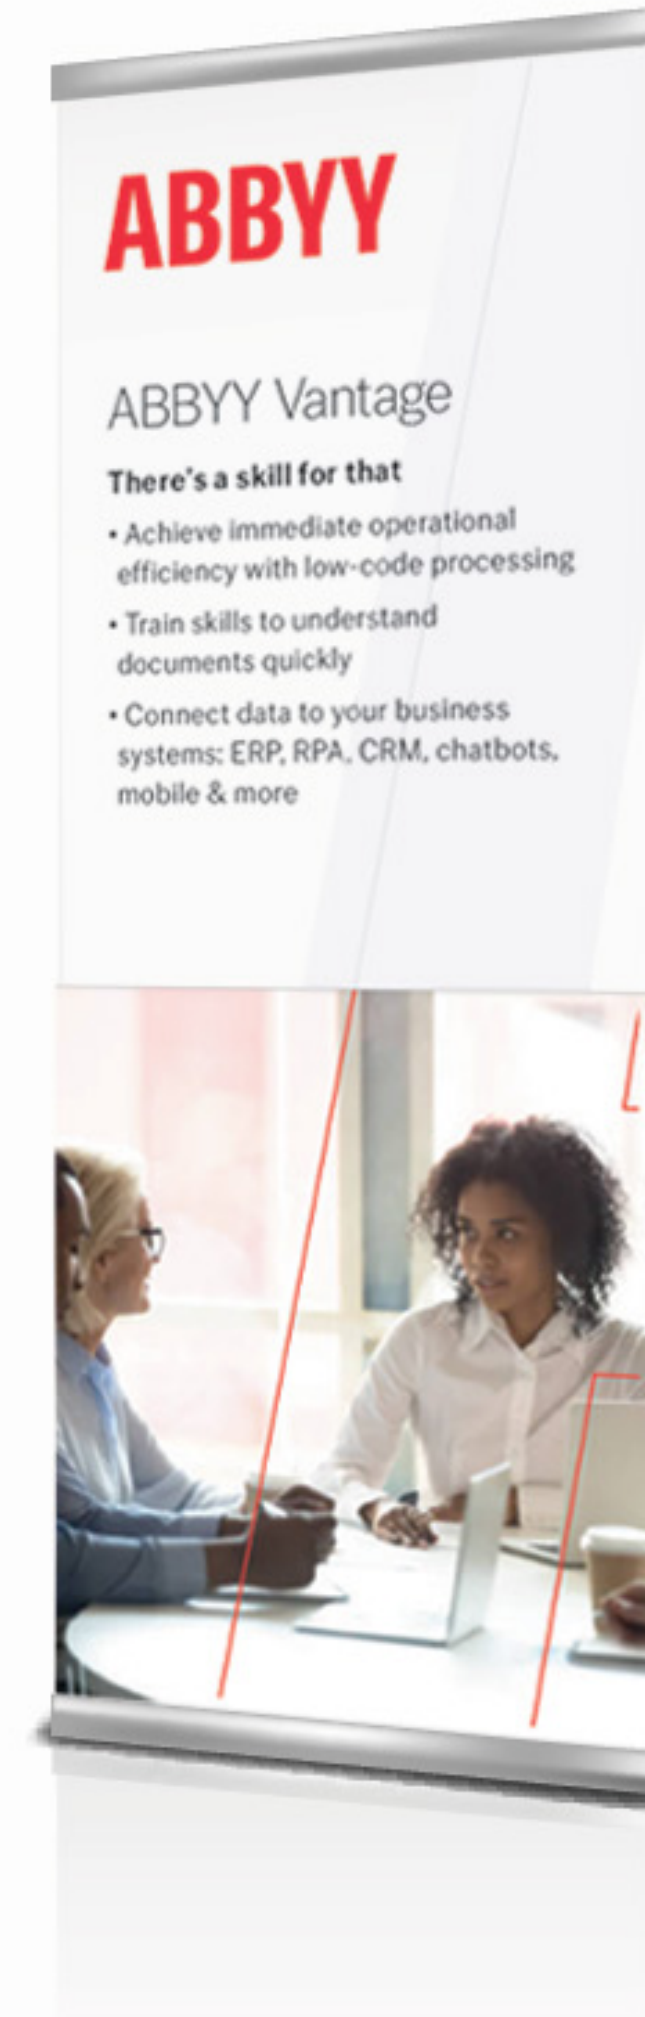 ABBYY
ABBYY Vantage
There's a skill for that
• Achieve immediate operational
efficiency with low-code processing
• Train skills to understand
documents quickly
• Connect data to your business
systems: ERP, RPA, CRM, chatbots,
mobile & more